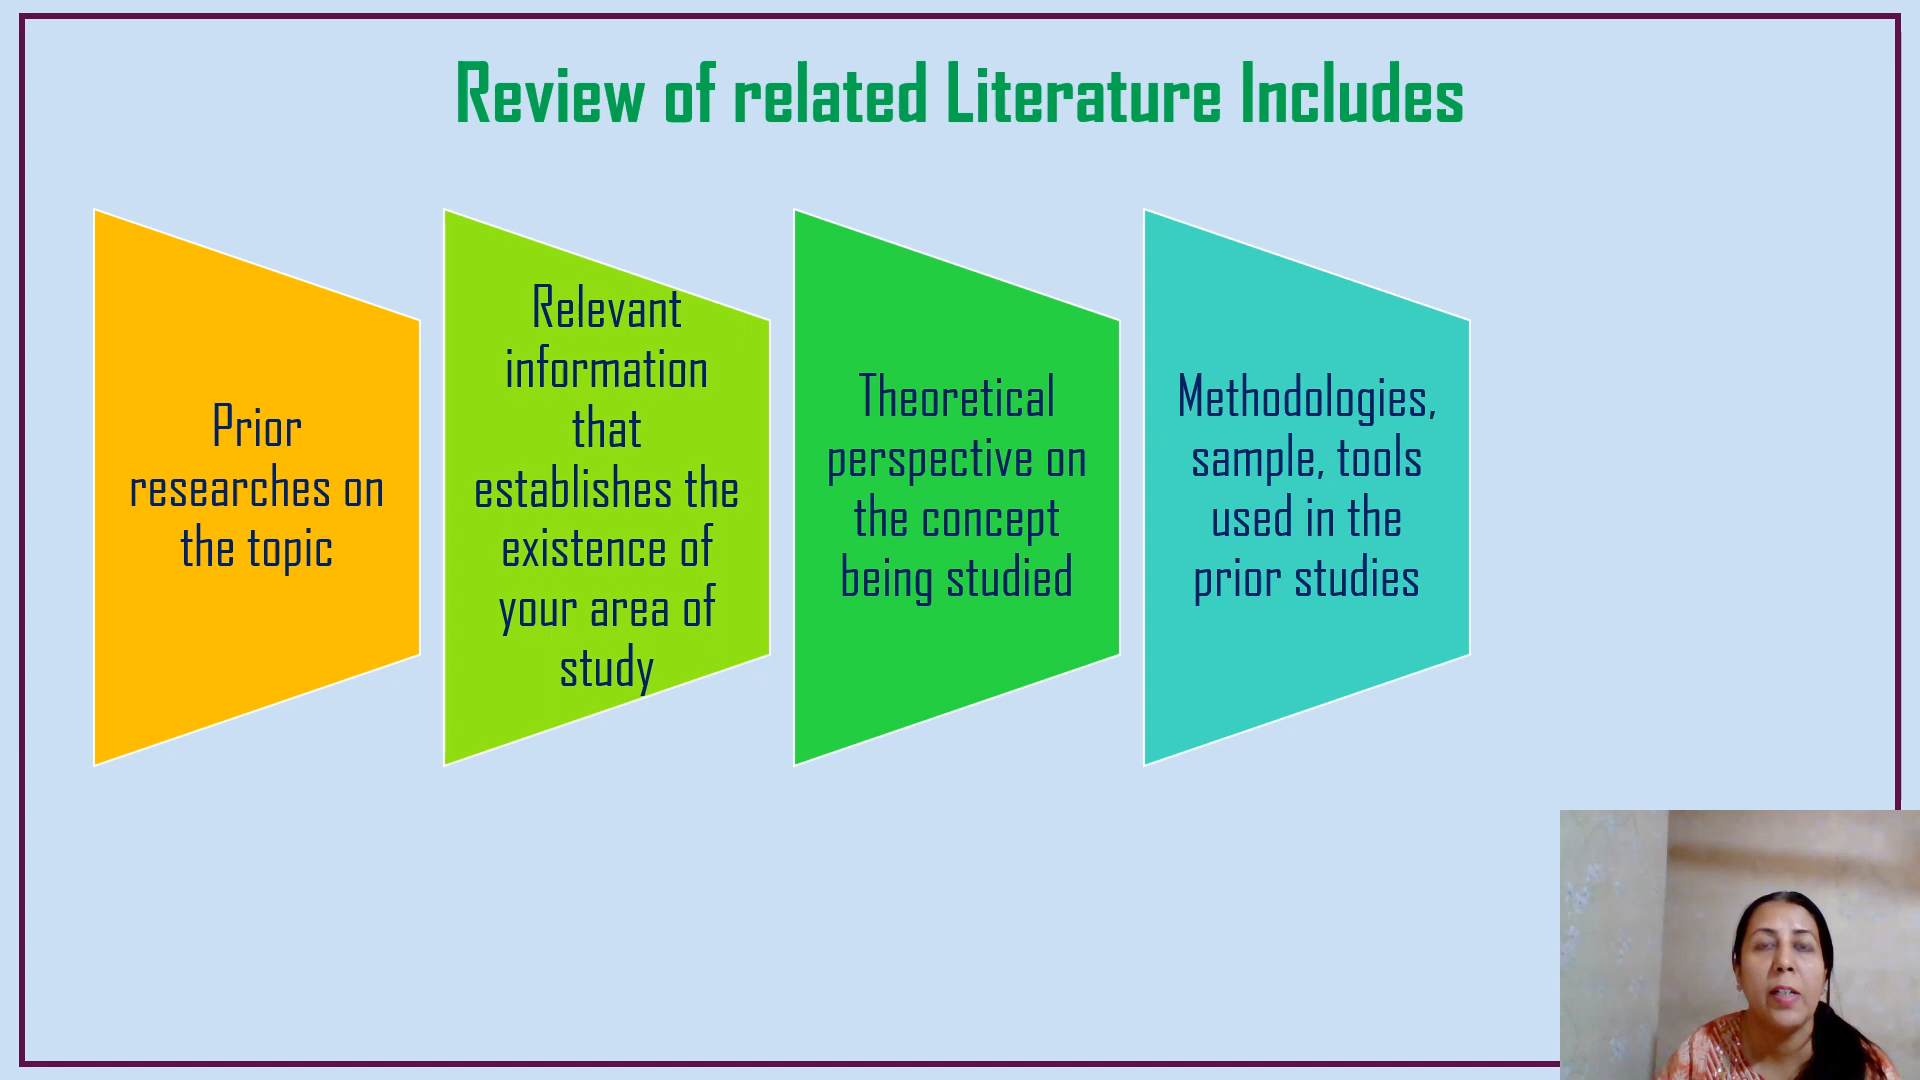 Review of related Literature Includes
Prior
researches on
the topic
Relevant
information
that
establishes the
existence of
your area of
study
Theoretical
perspective on
the concept
being studied
Methodologies,
sample, tools
used in the
prior studies